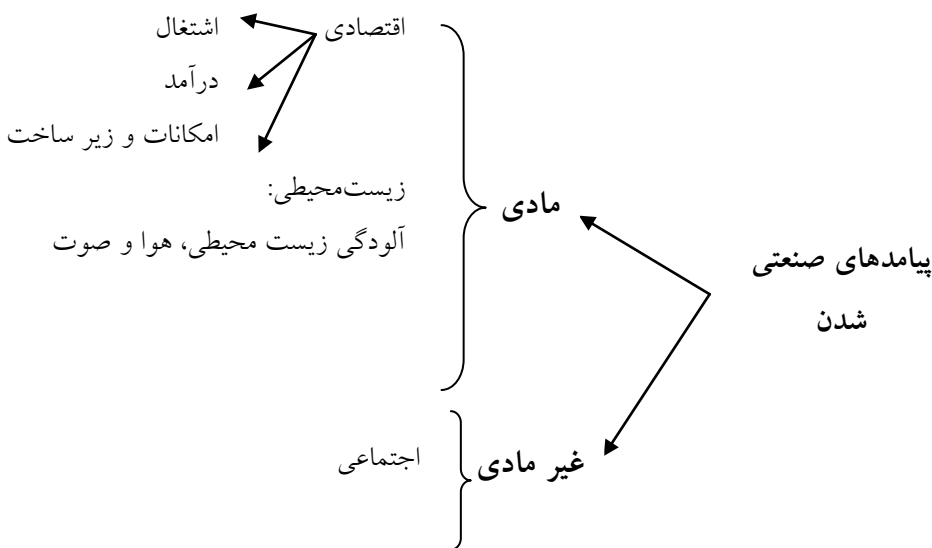 پیامدهای صنعتی
شدن
مادی
اقتصادی
اشتغال
درآمد
امکانات و زیر ساخت
زیست‌محیطی:
آلودگی زیست محیطی، هوا و صوت
غیر مادی
اجتماعی